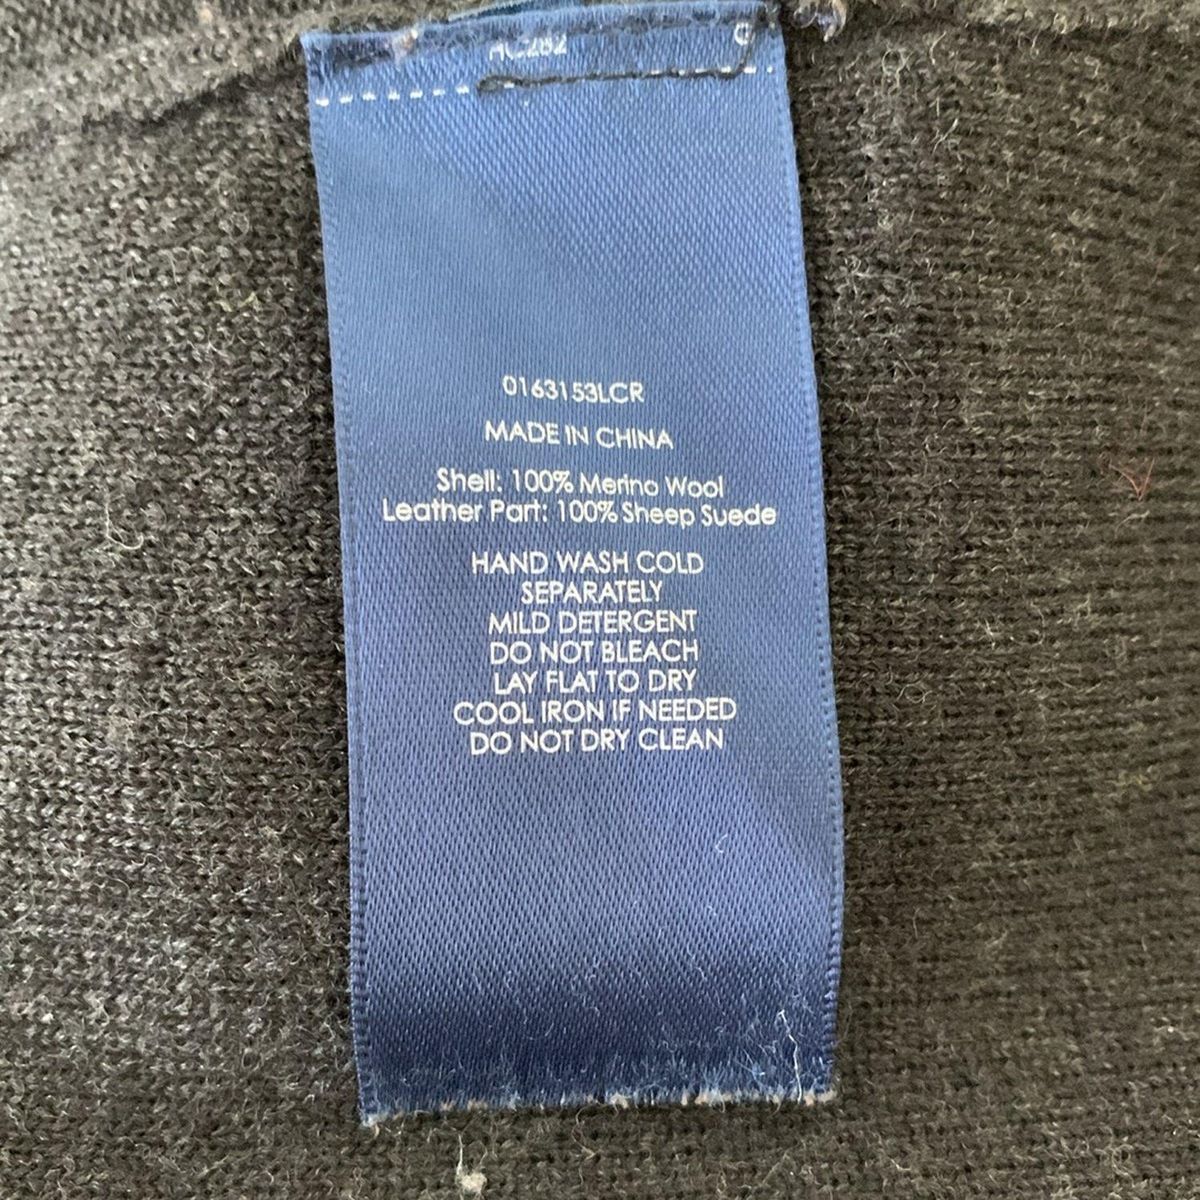 0163153LCR
MADE IN CHINA
Shell: 100% Merino Wool
Leather Part: 100% Sheep Suede
HAND WASH COLD
SEPARATELY
MILD DETERGENT
DO NOT BLEACH
LAY FLAT TO DRY
COOL IRON IF NEEDED
DO NOT DRY CLEAN